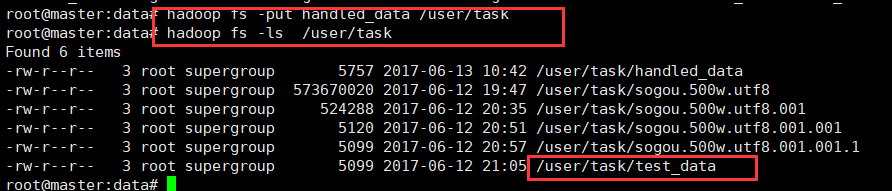 root@master:data# hadoop fs -put handled_data /user/task
root@master:data# hadoop fs -ls  /user/task
Found 6 items
-rw-r--r--   3 root supergroup       5757 2017-06-13 10:42 /user/task/handled_data
-rw-r--r--   3 root supergroup  573670020 2017-06-12 19:47 /user/task/sogou.500w.utf8
-rw-r--r--   3 root supergroup     524288 2017-06-12 20:35 /user/task/sogou.500w.utf8.001
-rw-r--r--   3 root supergroup       5120 2017-06-12 20:51 /user/task/sogou.500w.utf8.001.001
-rw-r--r--   3 root supergroup       5099 2017-06-12 20:57 /user/task/sogou.500w.utf8.001.001.1
-rw-r--r--   3 root supergroup       5099 2017-06-12 21:05 /user/task/test_data
root@master:data#